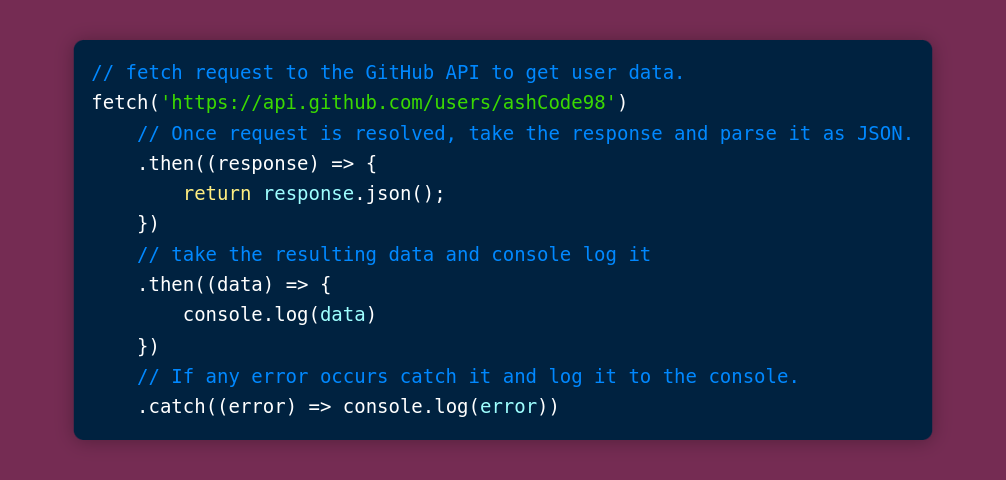 // fetch request to the GitHub API to get user data.
fetch('https://api.github.com/users/ashCode98')
    // Once request is resolved, take the response and parse it as JSON.
    .then((response) => {
        return response.json();
    })
    // take the resulting data and console log it
    .then((data) => {
        console.log(data)
    })
    // If any error occurs catch it and log it to the console.
    .catch((error) => console.log(error))